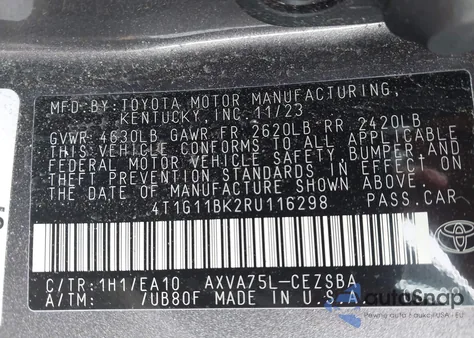 MFD. BY: TOYOTA MOTOR MANUFACTURING,
KENTUCKY, INC. 11/23
GVWR 4630LB GAWR FR 2620LB RR 2420LB
THIS VEHICLE CONFORMS TO ALL APPLICABLE
FEDERAL MOTOR VEHICLE SAFETY, BUMPER AND
THEFT PREVENTION STANDARDS IN EFFECT ON
THE DATE OF MANUFACTURE SHOWN ABOVE.
4T1G11BK2RU116298 PASS.CAR
C/TR: 1H1/EA10 AXVA75L-CEZSBA
A/TM: /UB80F MADE IN U.S.A.
autoSnap